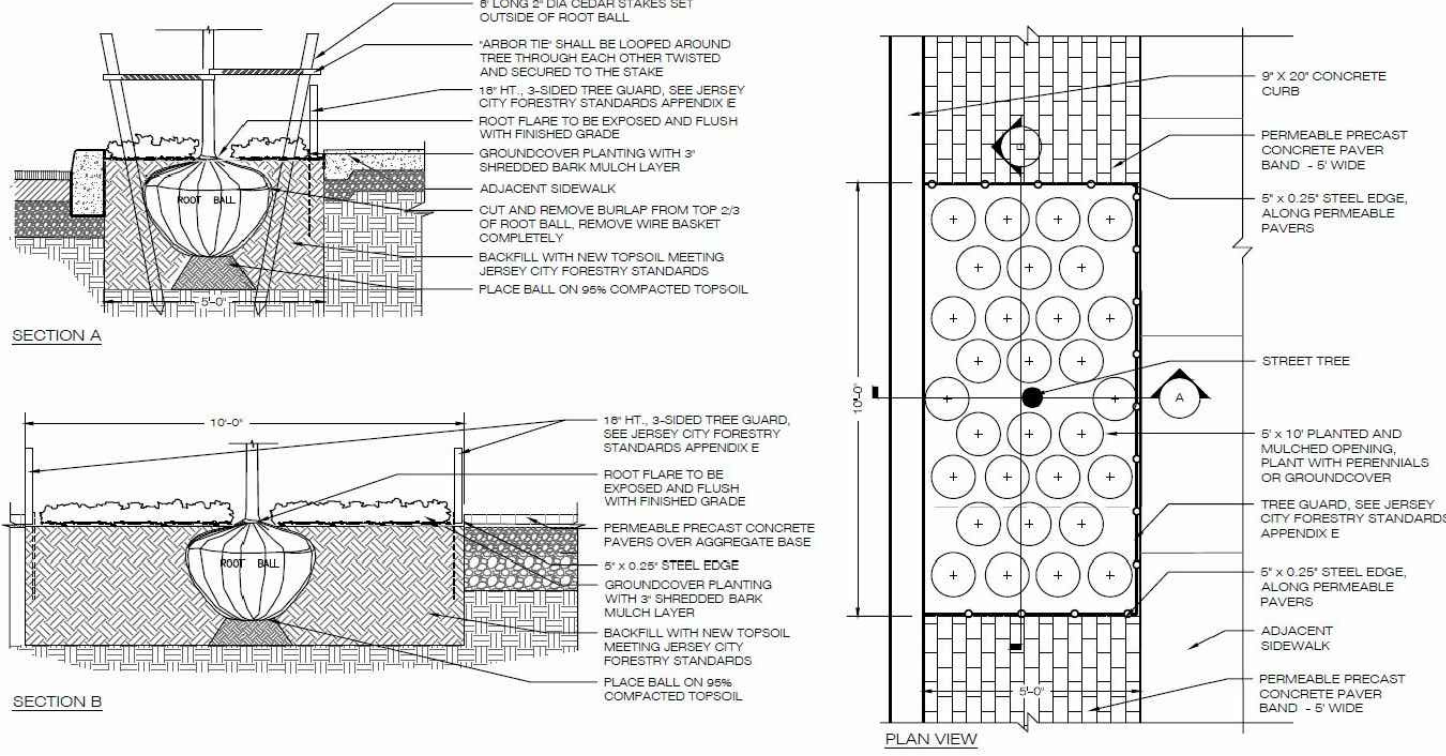 6' LONG 2" DIA CEDAR STAKES SET
OUTSIDE OF ROOT BALL
"ARBOR TIE" SHALL BE LOOPED AROUND
TREE THROUGH EACH OTHER TWISTED
AND SECURED TO THE STAKE
18" HT., 3-SIDED TREE GUARD, SEE JERSEY
CITY FORESTRY STANDARDS APPENDIX E
ROOT FLARE TO BE EXPOSED AND FLUSH
WITH FINISHED GRADE
GROUNDCOVER PLANTING WITH 3"
SHREDDED BARK MULCH LAYER
ADJACENT SIDEWALK
CUT AND REMOVE BURLAP FROM TOP 2/3
OF ROOT BALL, REMOVE WIRE BASKET
COMPLETELY
BACKFILL WITH NEW TOPSOIL MEETING
JERSEY CITY FORESTRY STANDARDS
PLACE BALL ON 95% COMPACTED TOPSOIL
ROOT BALL
5'-0"
SECTION A
10'-0"
18" HT., 3-SIDED TREE GUARD,
SEE JERSEY CITY FORESTRY
STANDARDS APPENDIX E
ROOT FLARE TO BE
EXPOSED AND FLUSH
WITH FINISHED GRADE
PERMEABLE PRECAST CONCRETE
PAVERS OVER AGGREGATE BASE
5" x 0.25" STEEL EDGE
GROUNDCOVER PLANTING
WITH 3" SHREDDED BARK
MULCH LAYER
BACKFILL WITH NEW TOPSOIL
MEETING JERSEY CITY
FORESTRY STANDARDS
PLACE BALL ON 95%
COMPACTED TOPSOIL
ROOT BALL
SECTION B
9" X 20" CONCRETE
CURB
PERMEABLE PRECAST
CONCRETE PAVER
BAND - 5' WIDE
5" x 0.25" STEEL EDGE,
ALONG PERMEABLE
PAVERS
B
STREET TREE
A
10'-0"
5' x 10' PLANTED AND
MULCHED OPENING,
PLANT WITH PERENNIALS
OR GROUNDCOVER
TREE GUARD, SEE JERSEY
CITY FORESTRY STANDARDS
APPENDIX E
5" x 0.25" STEEL EDGE,
ALONG PERMEABLE
PAVERS
ADJACENT
SIDEWALK
PERMEABLE PRECAST
CONCRETE PAVER
BAND - 5' WIDE
5'-0"
PLAN VIEW